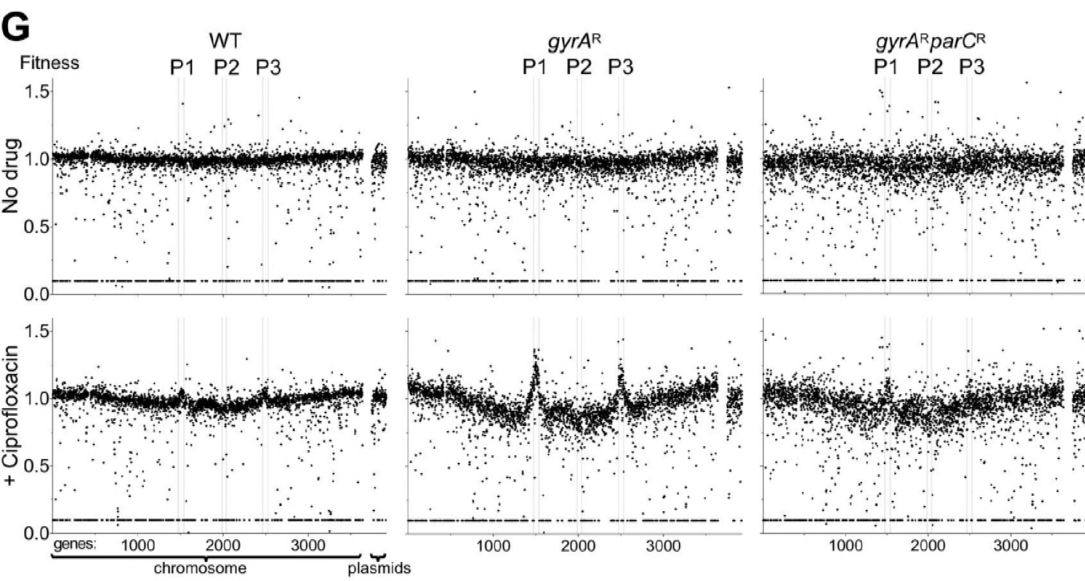 G
WT gyrAᴿ gyrAᴿparCᴿ
Fitness P1 P2 P3 P1 P2 P3 P1 P2 P3
1.5
1.0
0.5
0.0
No drug
1.5
1.0
0.5
0.0
+ Ciprofloxacin
genes: 1000 2000 3000 1000 2000 3000 1000 2000 3000
chromosome plasmids